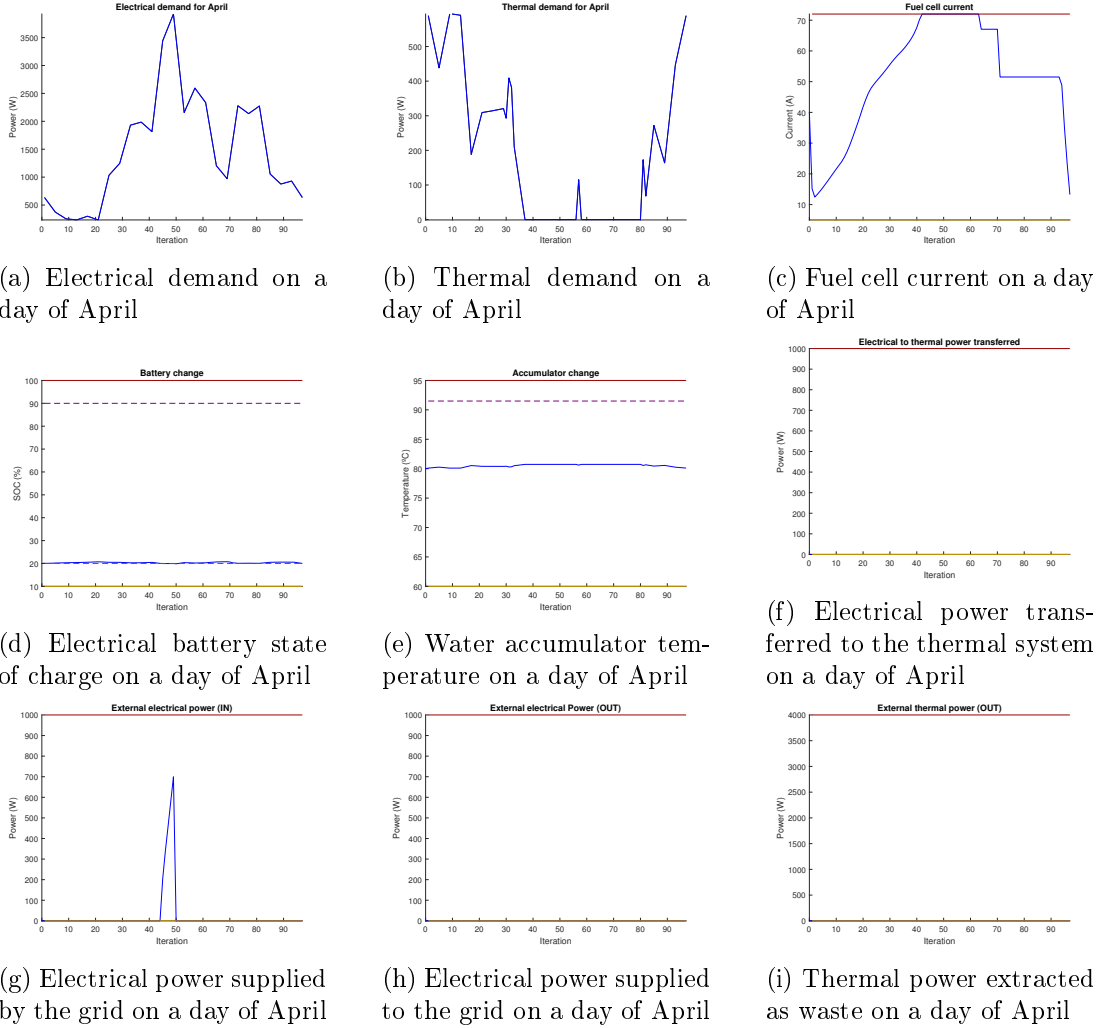 Electrical demand for April
Power (W)
3500
3000
2500
2000
1500
1000
500
0 10 20 30 40 50 60 70 80 90
Iteration
(a) Electrical demand on a
day of April
Thermal demand for April
Power (W)
500
400
300
200
100
0
0 10 20 30 40 50 60 70 80 90
Iteration
(b) Thermal demand on a
day of April
Fuel cell current
Current (A)
70
60
50
40
30
20
10
0 10 20 30 40 50 60 70 80 90
Iteration
(c) Fuel cell current on a day
of April
Battery change
SOC (%)
100
90
80
70
60
50
40
30
20
10
0 10 20 30 40 50 60 70 80 90
Iteration
(d) Electrical battery state
of charge on a day of April
Accumulator change
Temperature (ºC)
95
90
85
80
75
70
65
60
0 10 20 30 40 50 60 70 80 90
Iteration
(e) Water accumulator tem-
perature on a day of April
Electrical to thermal power transferred
Power (W)
1000
900
800
700
600
500
400
300
200
100
0
0 10 20 30 40 50 60 70 80 90
Iteration
(f) Electrical power trans-
ferred to the thermal system
on a day of April
External electrical power (IN)
Power (W)
1000
900
800
700
600
500
400
300
200
100
0
0 10 20 30 40 50 60 70 80 90
Iteration
(g) Electrical power supplied
by the grid on a day of April
External electrical Power (OUT)
Power (W)
1000
900
800
700
600
500
400
300
200
100
0
0 10 20 30 40 50 60 70 80 90
Iteration
(h) Electrical power supplied
to the grid on a day of April
External thermal power (OUT)
Power (W)
4000
3500
3000
2500
2000
1500
1000
500
0
0 10 20 30 40 50 60 70 80 90
Iteration
(i) Thermal power extracted
as waste on a day of April